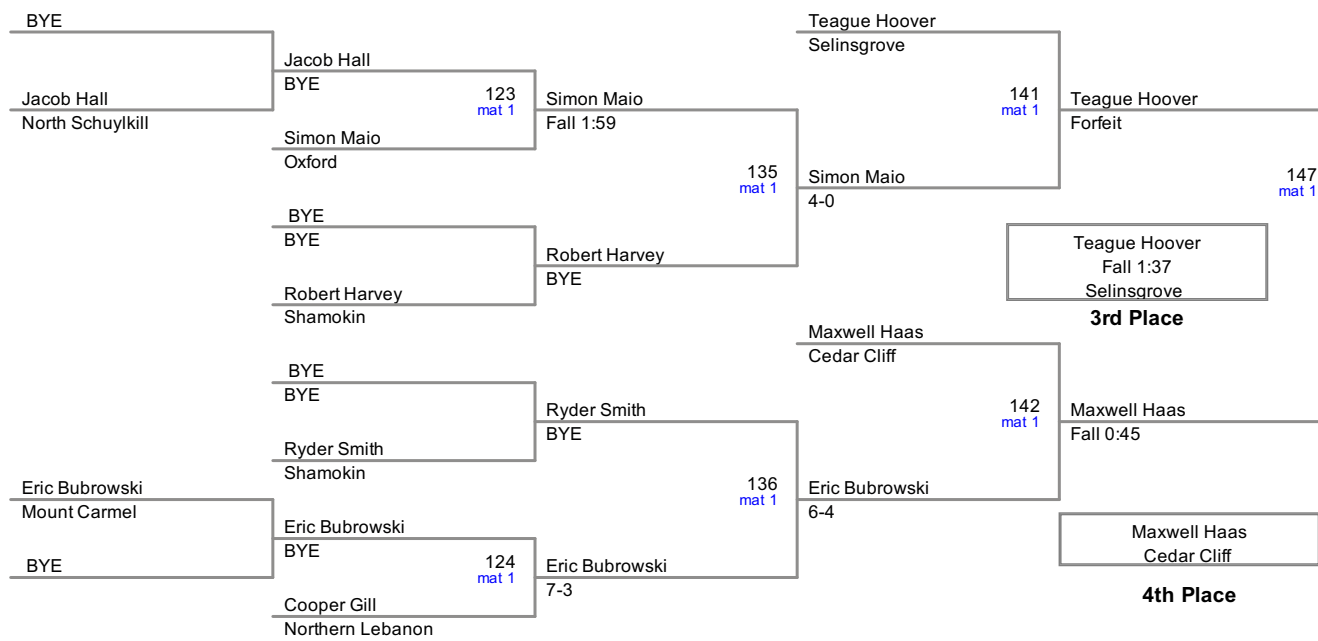 BYE
Teague Hoover
Selinsgrove
Jacob Hall
BYE
123
mat 1
141
mat 1
Jacob Hall
North Schuylkill
Simon Maio
Fall 1:59
Teague Hoover
Forfeit
Simon Maio
Oxford
135
mat 1
Simon Maio
4-0
147
mat 1
BYE
BYE
Robert Harvey
BYE
Teague Hoover
Fall 1:37
Selinsgrove
3rd Place
Robert Harvey
Shamokin
Maxwell Haas
Cedar Cliff
BYE
BYE
Ryder Smith
BYE
142
mat 1
Maxwell Haas
Fall 0:45
Ryder Smith
Shamokin
Eric Bubrowski
Mount Carmel
136
mat 1
Eric Bubrowski
6-4
Eric Bubrowski
BYE
Maxwell Haas
Cedar Cliff
4th Place
BYE
124
mat 1
Eric Bubrowski
7-3
Cooper Gill
Northern Lebanon